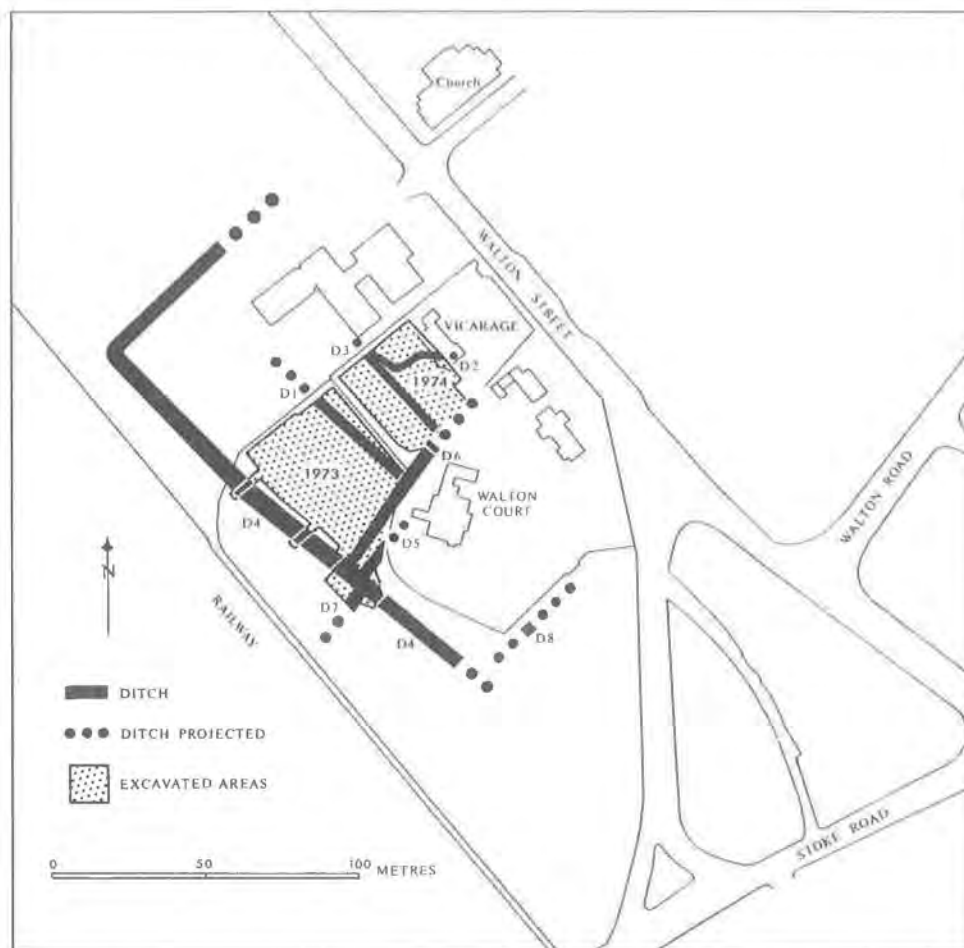 Church
WALTON STREET
VICARAGE
D3
D2
1974
D1
D6
1973
WALTON COURT
WALTON ROAD
D4
D5
N
D7
D8
D4
RAILWAY
DITCH
DITCH PROJECTED
EXCAVATED AREAS
0 50 100 METRES
STOKE ROAD